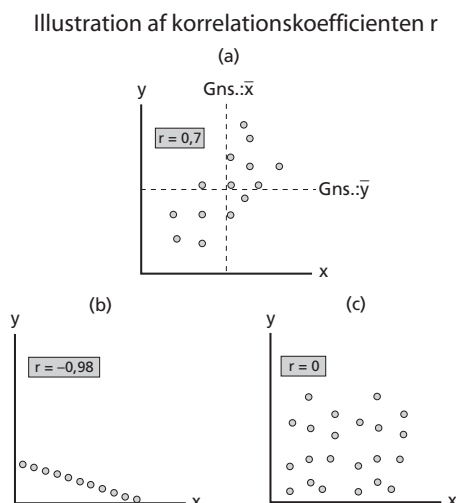 Illustration af korrelationskoefficienten r
(a)
y
Gns.:x̅
r = 0,7
Gns.:y̅
x
(b)
y
r = −0,98
x
(c)
y
r = 0
x